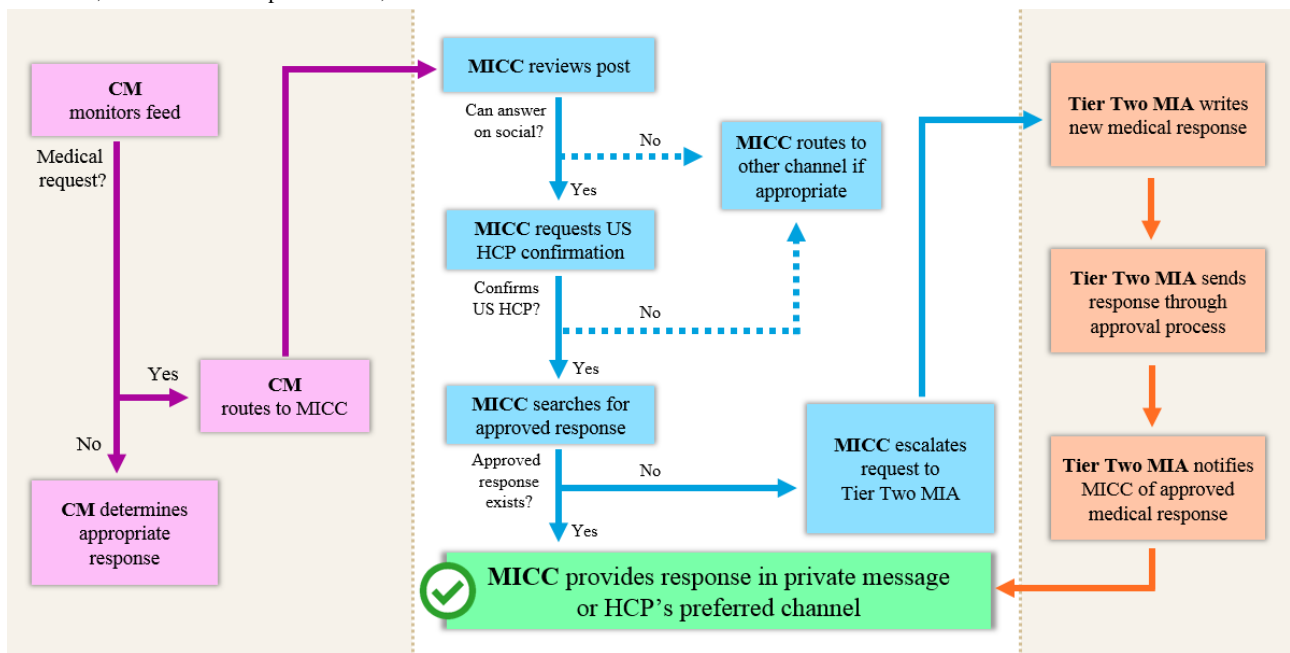 CM
monitors feed
Medical
request?
Yes
No
CM
routes to MICC
CM determines
appropriate
response
MICC reviews post
Can answer
on social?
No
Yes
MICC routes to
other channel if
appropriate
MICC requests US
HCP confirmation
Confirms
US HCP?
No
Yes
MICC searches for
approved response
Approved
response
exists?
No
Yes
MICC escalates
request to
Tier Two MIA
Tier Two MIA writes
new medical response
Tier Two MIA sends
response through
approval process
Tier Two MIA notifies
MICC of approved
medical response
MICC provides response in private message
or HCP’s preferred channel